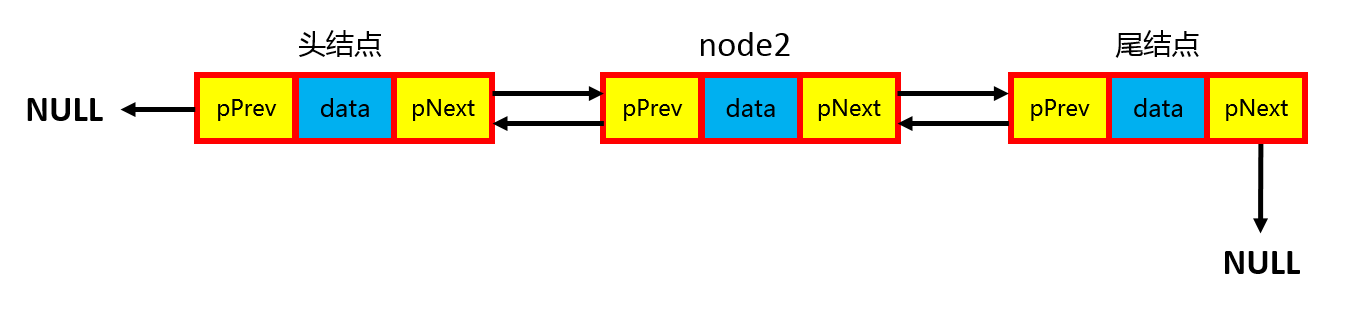 头结点 node2 尾结点
NULL pPrev data pNext pPrev data pNext pPrev data pNext
NULL